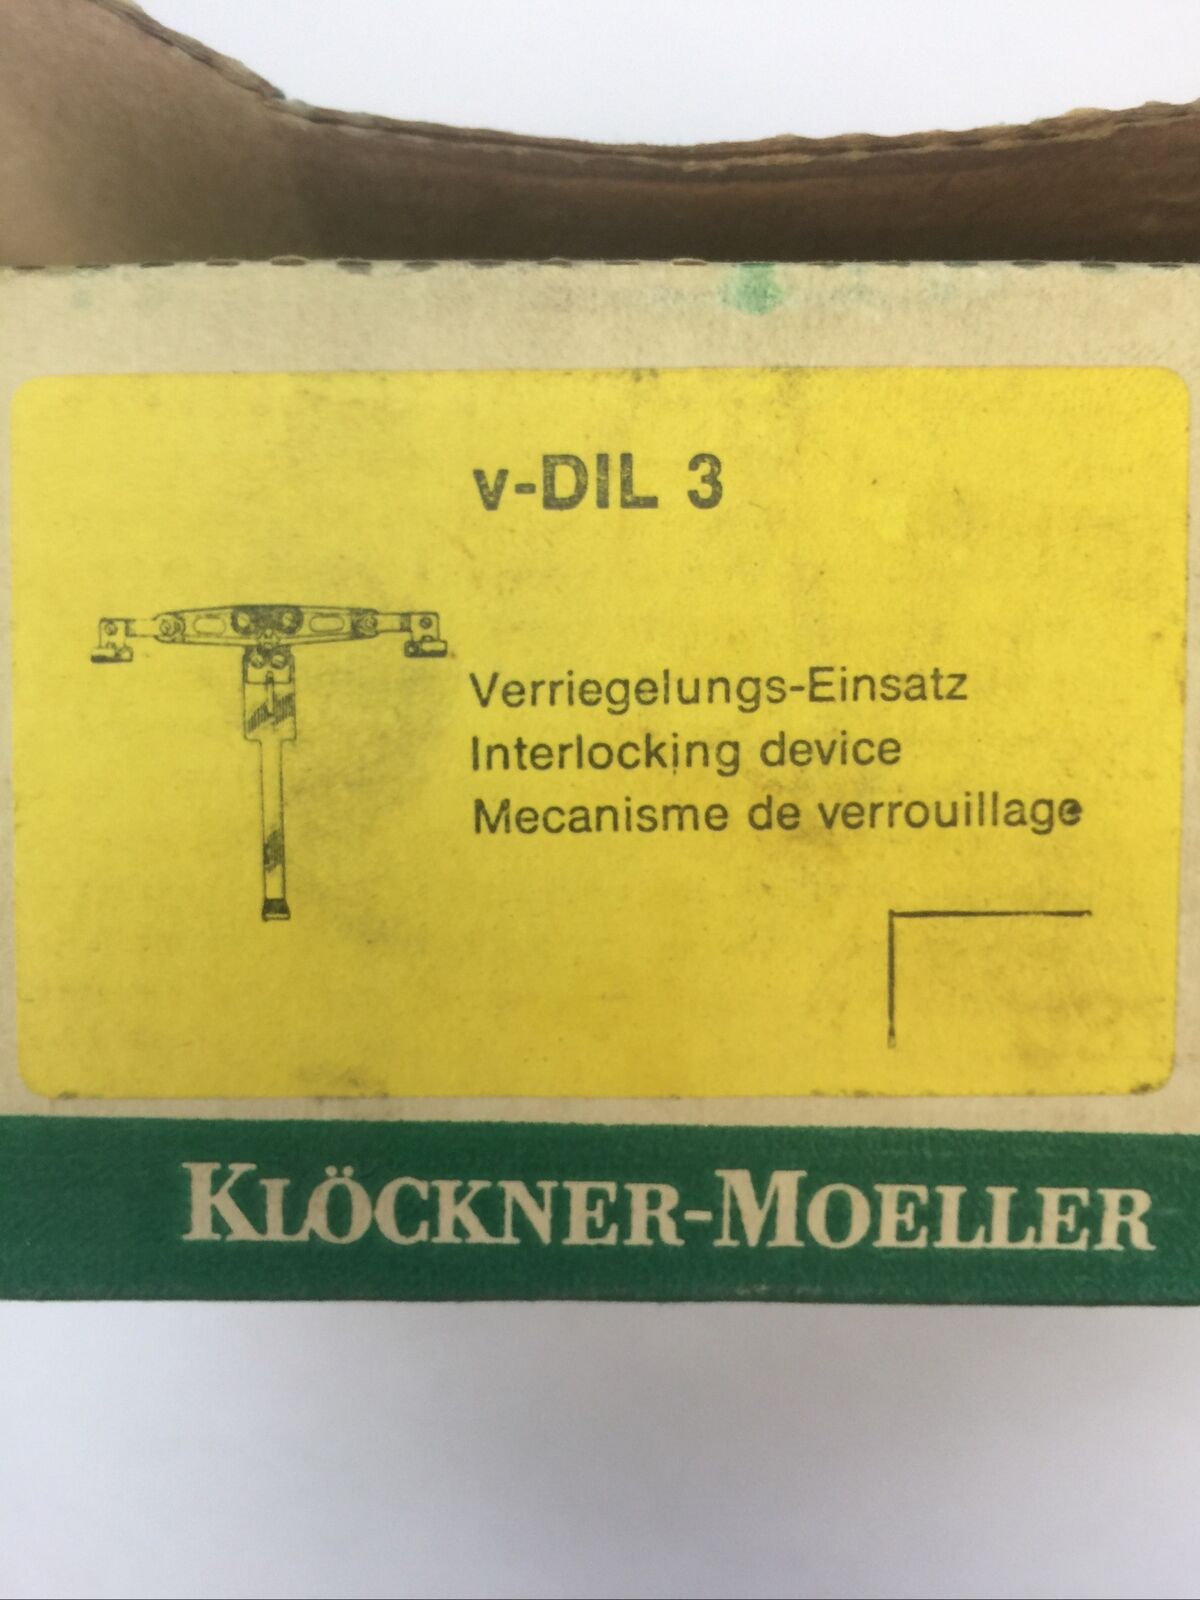 v-DIL 3
Verriegelungs-Einsatz
Interlocking device
Mecanisme de verrouillage
KLÖCKNER-MOELLER